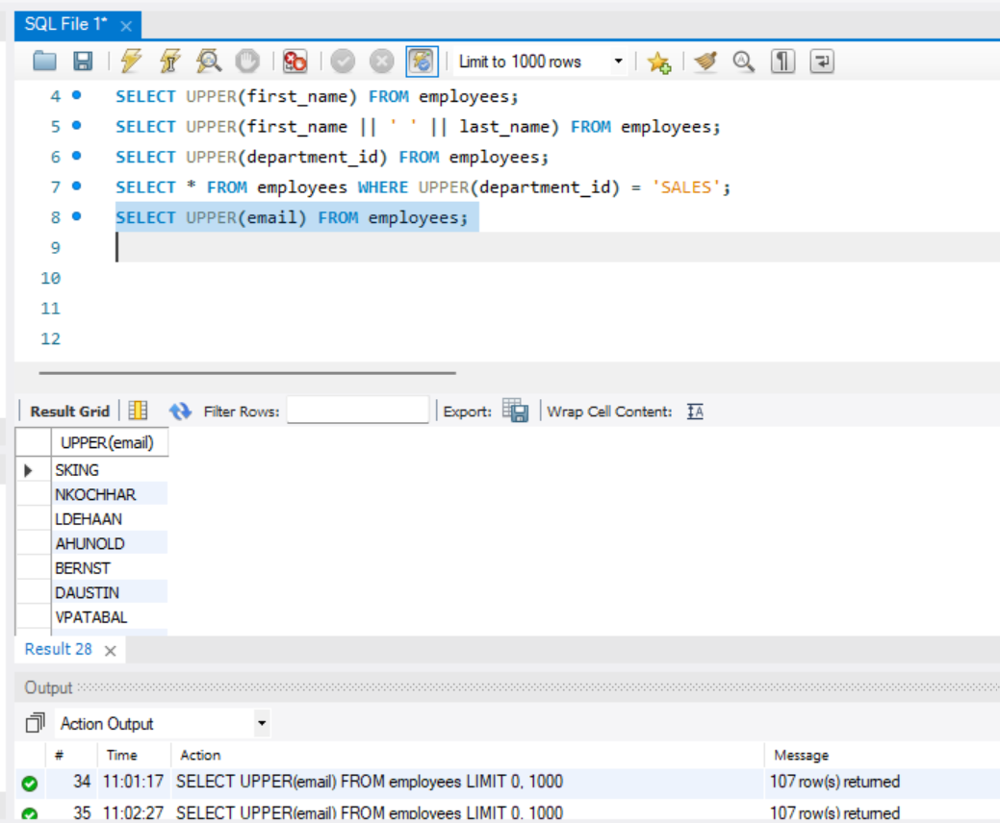 SQL File 1*
Limit to 1000 rows
4 SELECT UPPER(first_name) FROM employees;
5 SELECT UPPER(first_name || ' ' || last_name) FROM employees;
6 SELECT UPPER(department_id) FROM employees;
7 SELECT * FROM employees WHERE UPPER(department_id) = 'SALES';
8 SELECT UPPER(email) FROM employees;
9
10
11
12
Result Grid Filter Rows: Export: Wrap Cell Content:
UPPER(email)
SKING
NKOCHHAR
LDEHAAN
AHUNOLD
BERNST
DAUSTIN
VPATABAL
Result 28
Output
Action Output
# Time Action Message
34 11:01:17 SELECT UPPER(email) FROM employees LIMIT 0, 1000 107 row(s) returned
35 11:02:27 SELECT UPPER(email) FROM employees LIMIT 0, 1000 107 row(s) returned